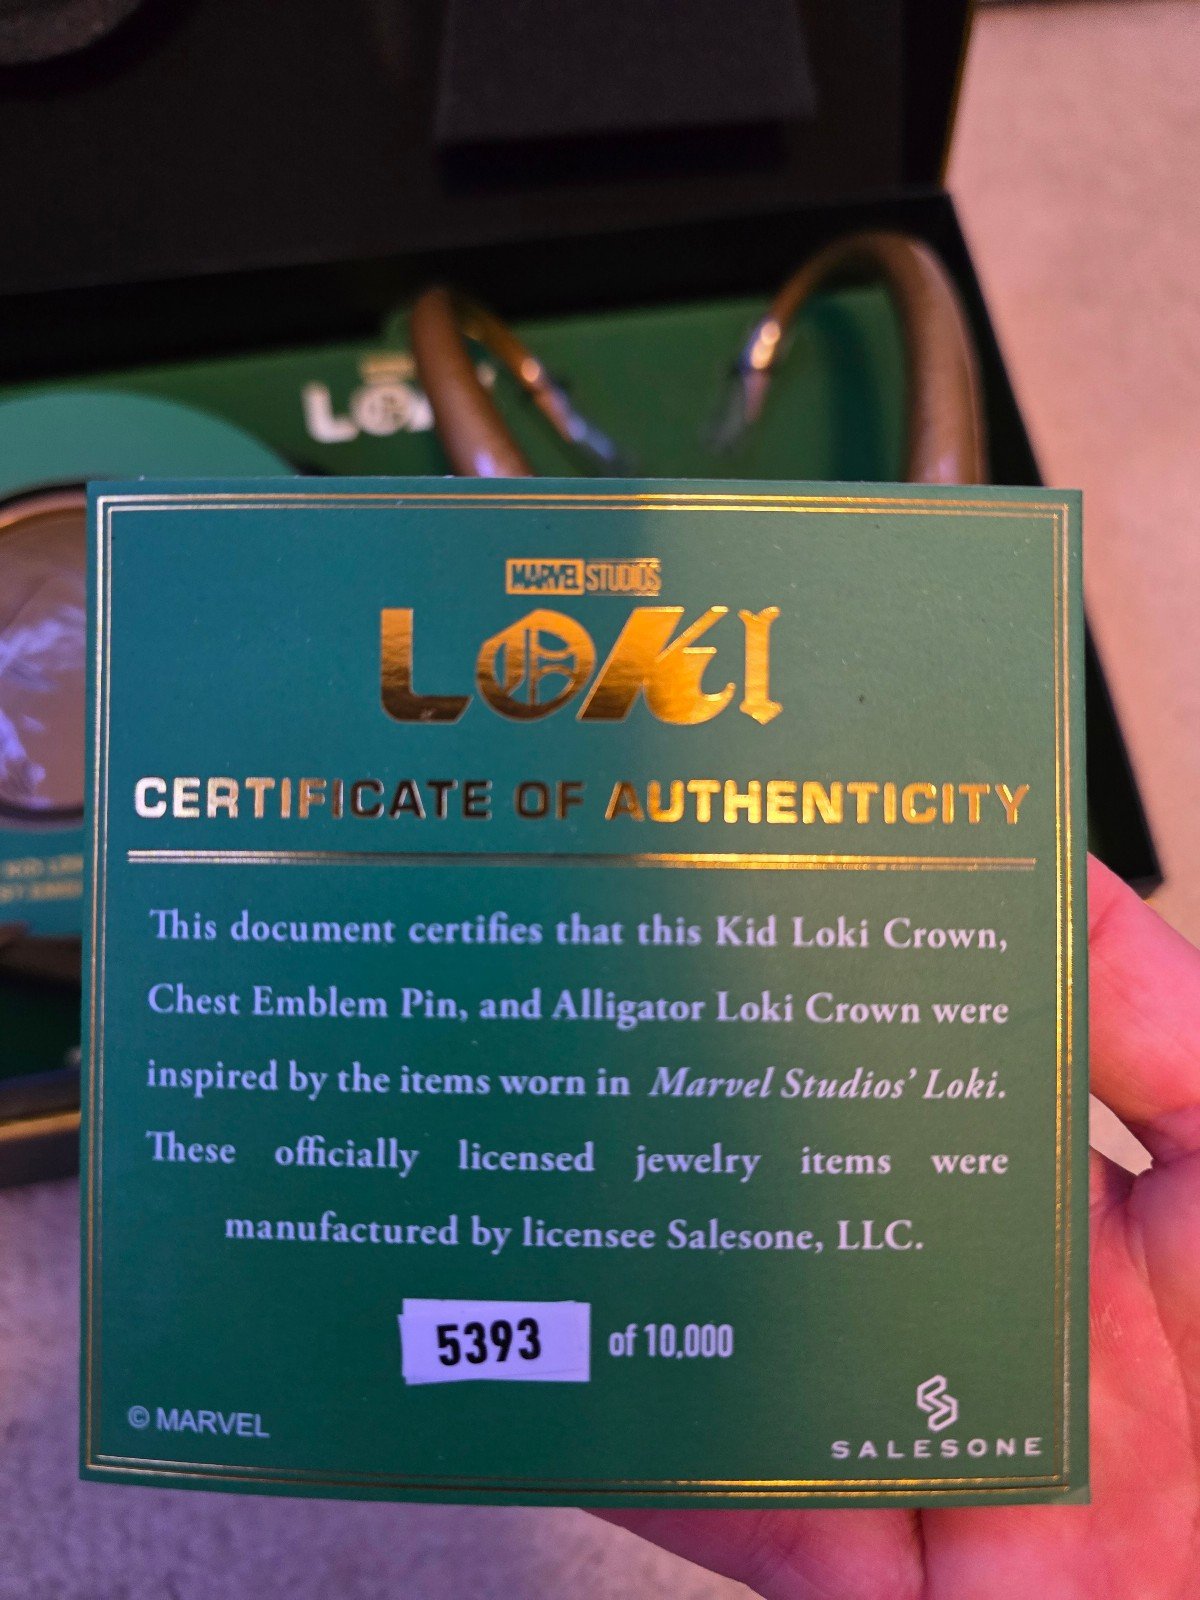 MARVEL STUDIOS
LOKI
CERTIFICATE OF AUTHENTICITY
This document certifies that this Kid Loki Crown,
Chest Emblem Pin, and Alligator Loki Crown were
inspired by the items worn in Marvel Studios' Loki.
These officially licensed jewelry items were
manufactured by licensee Salesone, LLC.
5393 of 10,000
© MARVEL
SALESONE